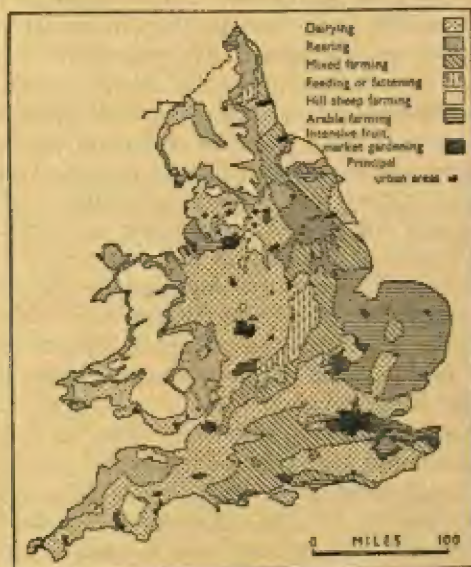 Dairying
Rearing
Mixed farming
Feeding or fattening
Hill sheep farming
Arable farming
Intensive fruit,
market gardening
Principal
urban areas
0 MILES 100